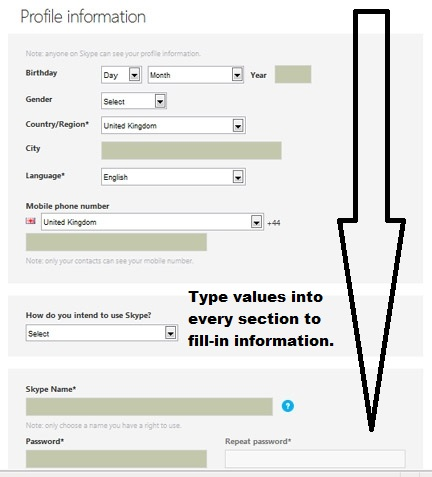 Profile information
Note: anyone on Skype can see your profile information.
Birthday Day Month Year
Gender Select
Country/Region* United Kingdom
City
Language* English
Mobile phone number
United Kingdom +44
Note: only your contacts can see your mobile number.
How do you intend to use Skype?
Select
Type values into
every section to
fill-in information.
Skype Name*
?
Note: only choose a name you have a right to use.
Password* Repeat password*